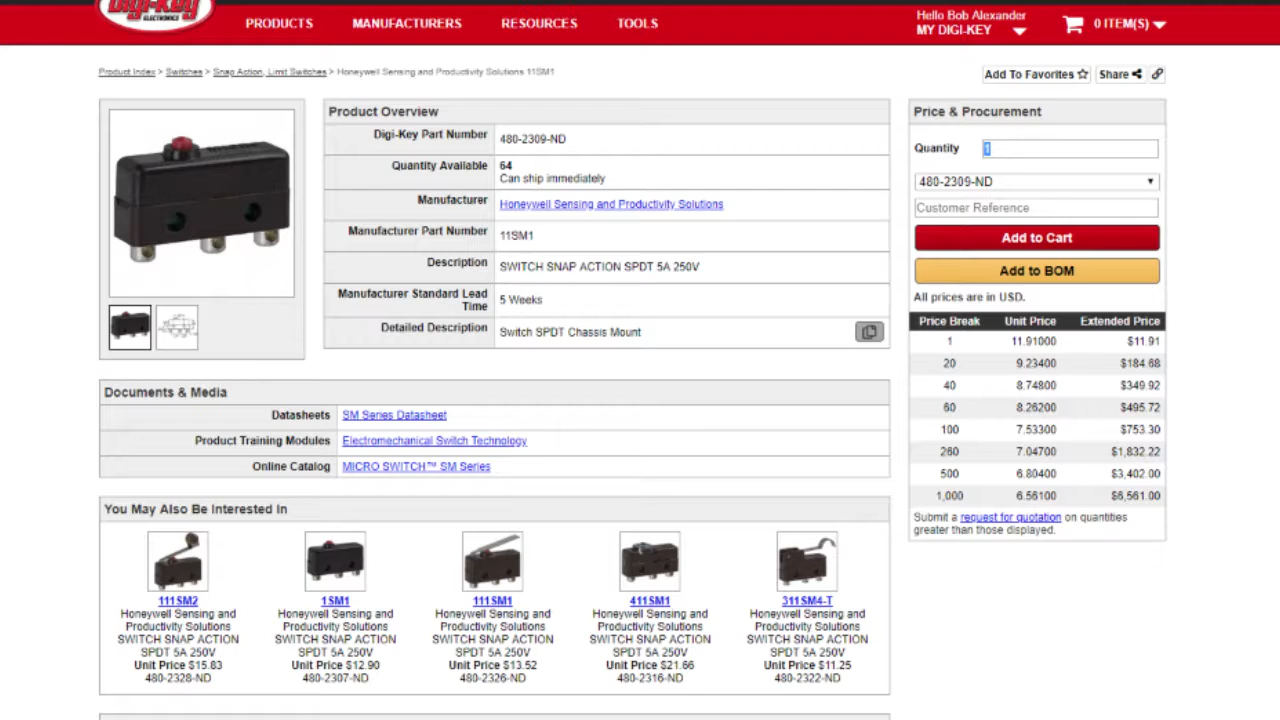 Digi-Key
ELECTRONICS
PRODUCTS
MANUFACTURERS
RESOURCES
TOOLS
Hello Bob Alexander
MY DIGI-KEY
0 ITEM(S)
Product Index > Switches > Snap Action, Limit Switches > Honeywell Sensing and Productivity Solutions 11SM1
Add To Favorites
Share
Product Overview
Digi-Key Part Number 480-2309-ND
Quantity Available 64
Can ship immediately
Manufacturer Honeywell Sensing and Productivity Solutions
Manufacturer Part Number 11SM1
Description SWITCH SNAP ACTION SPDT 5A 250V
Manufacturer Standard Lead
Time 5 Weeks
Detailed Description Switch SPDT Chassis Mount
Price & Procurement
Quantity 1
480-2309-ND
Customer Reference
Add to Cart
Add to BOM
All prices are in USD.
Price Break Unit Price Extended Price
1 11.91000 $11.91
20 9.23400 $184.68
40 8.74800 $349.92
60 8.26200 $495.72
100 7.53300 $753.30
260 7.04700 $1,832.22
500 6.80400 $3,402.00
1,000 6.56100 $6,561.00
Submit a request for quotation on quantities
greater than those displayed.
Documents & Media
Datasheets SM Series Datasheet
Product Training Modules Electromechanical Switch Technology
Online Catalog MICRO SWITCH™ SM Series
You May Also Be Interested In
111SM2
Honeywell Sensing and
Productivity Solutions
SWITCH SNAP ACTION
SPDT 5A 250V
Unit Price $15.83
480-2328-ND
1SM1
Honeywell Sensing and
Productivity Solutions
SWITCH SNAP ACTION
SPDT 5A 250V
Unit Price $12.90
480-2307-ND
111SM1
Honeywell Sensing and
Productivity Solutions
SWITCH SNAP ACTION
SPDT 5A 250V
Unit Price $13.52
480-2326-ND
411SM1
Honeywell Sensing and
Productivity Solutions
SWITCH SNAP ACTION
SPDT 5A 250V
Unit Price $21.66
480-2316-ND
311SM4-T
Honeywell Sensing and
Productivity Solutions
SWITCH SNAP ACTION
SPDT 5A 250V
Unit Price $11.25
480-2322-ND